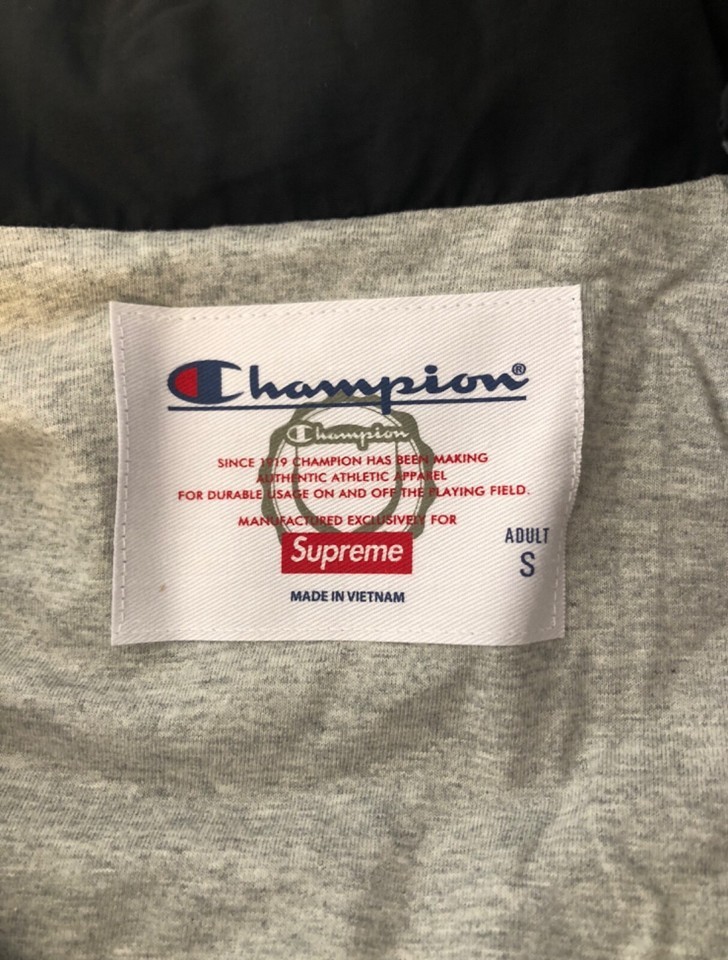 Champion®
Champion
SINCE 1919 CHAMPION HAS BEEN MAKING
AUTHENTIC ATHLETIC APPAREL
FOR DURABLE USAGE ON AND OFF THE PLAYING FIELD.
MANUFACTURED EXCLUSIVELY FOR
Supreme
ADULT
S
MADE IN VIETNAM